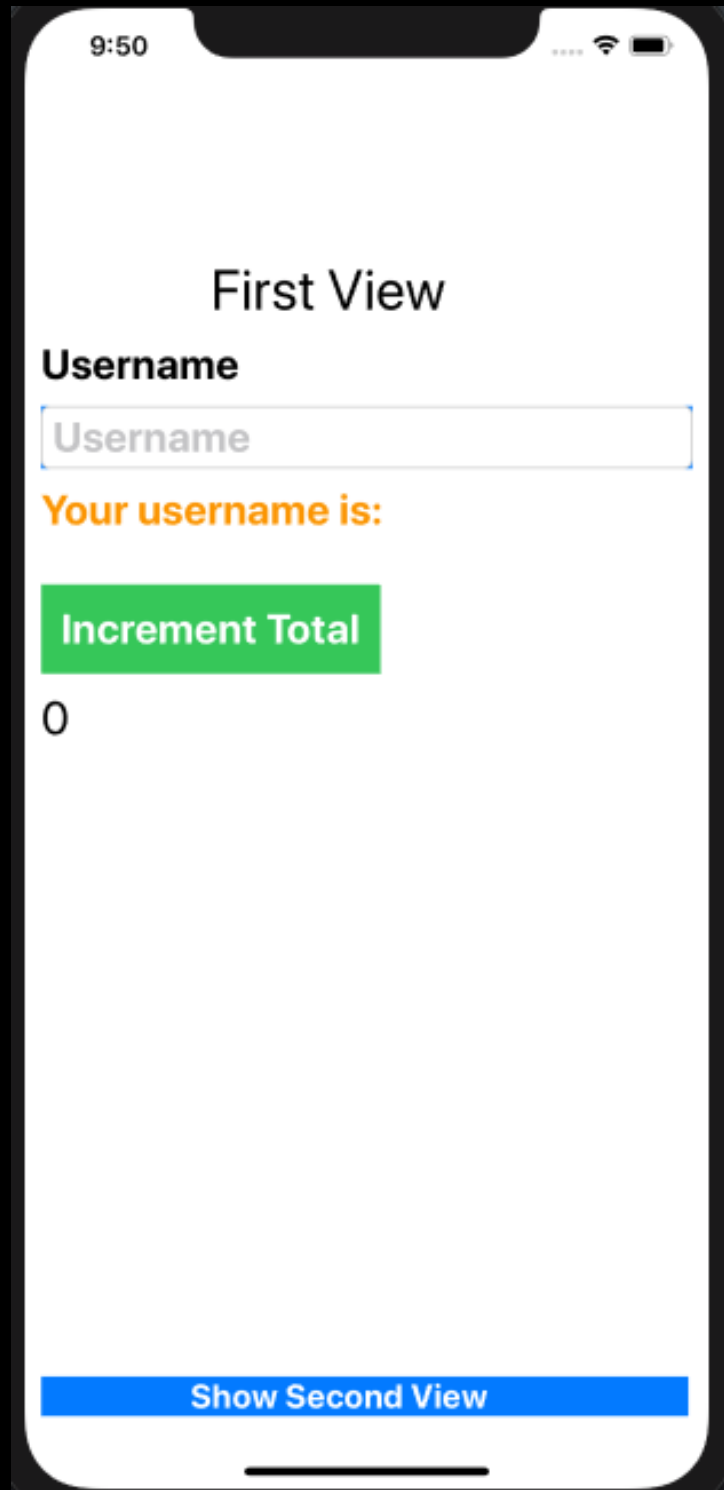 9:50
First View
Username
Username
Your username is:
Increment Total
0
Show Second View